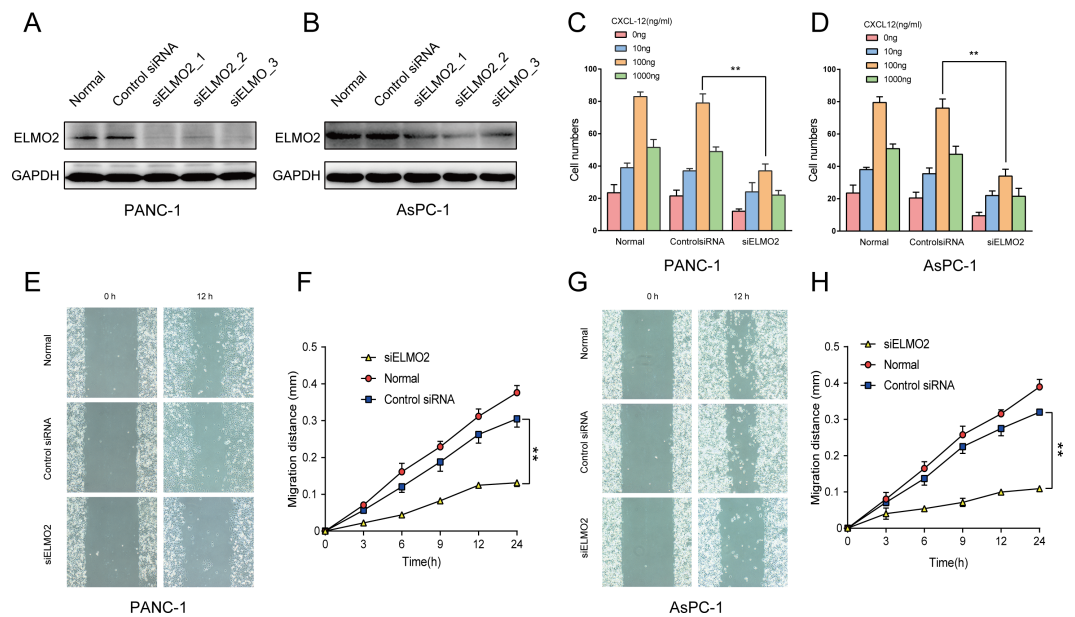 A
Normal
Control siRNA
siELMO2_1
siELMO2_2
siELMO_3
ELMO2
GAPDH
PANC-1
B
Normal
Control siRNA
siELMO2_1
siELMO2_2
siELMO_3
ELMO2
GAPDH
AsPC-1
C
CXCL-12(ng/ml)
0ng
10ng
100ng
1000ng
**
Cell numbers
100
80
60
40
20
0
Normal
ControlsiRNA
siELMO2
PANC-1
D
CXCL12(ng/ml)
0ng
10ng
100ng
1000ng
**
Cell numbers
100
80
60
40
20
0
Normal
ControlsiRNA
siELMO2
AsPC-1
E
0 h
12 h
Normal
Control siRNA
siELMO2
PANC-1
F
siELMO2
Normal
Control siRNA
**
Migration distance (mm)
0.5
0.4
0.3
0.2
0.1
0
0
3
6
9
12
24
Time(h)
G
0 h
12 h
Normal
Control siRNA
siELMO2
AsPC-1
H
siELMO2
Normal
Control siRNA
**
Migration distance (mm)
0.5
0.4
0.3
0.2
0.1
0
0
3
6
9
12
24
Time(h)